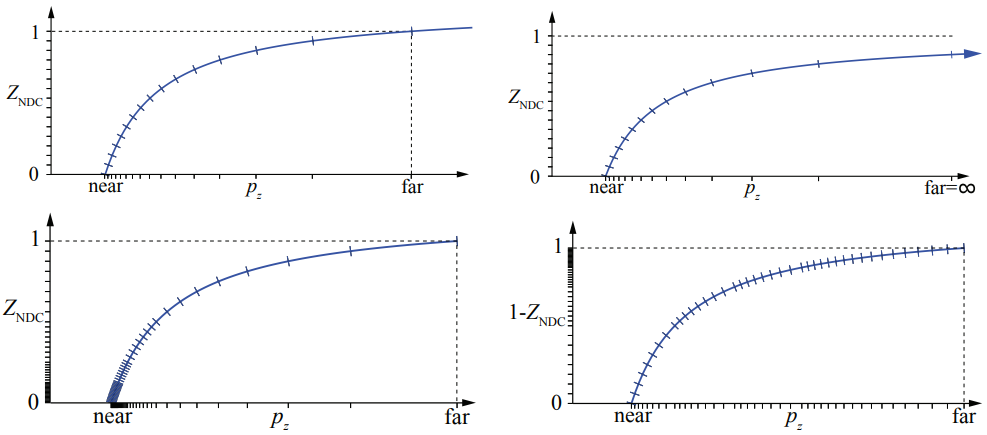 1
Z_NDC
0
near
p_z
far
1
Z_NDC
0
near
p_z
far=∞
1
Z_NDC
0
near
p_z
far
1
1-Z_NDC
0
near
p_z
far